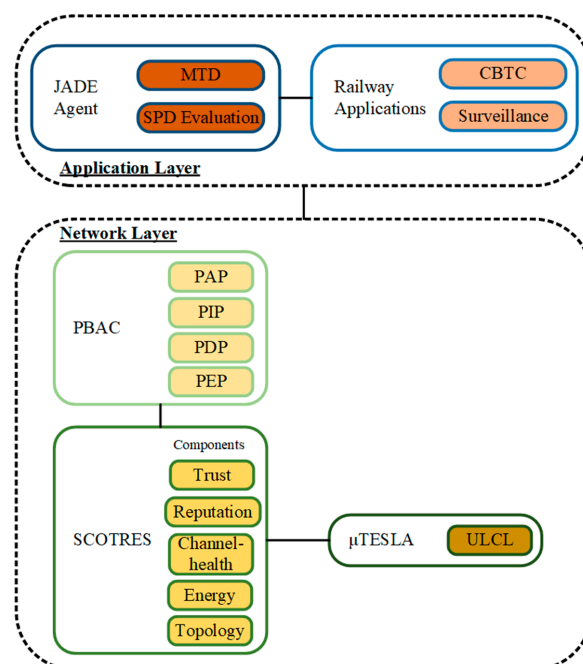 JADE
Agent
MTD
SPD Evaluation
Railway
Applications
CBTC
Surveillance
Application Layer
Network Layer
PBAC
PAP
PIP
PDP
PEP
SCOTRES
Components
Trust
Reputation
Channel-
health
Energy
Topology
μTESLA
ULCL